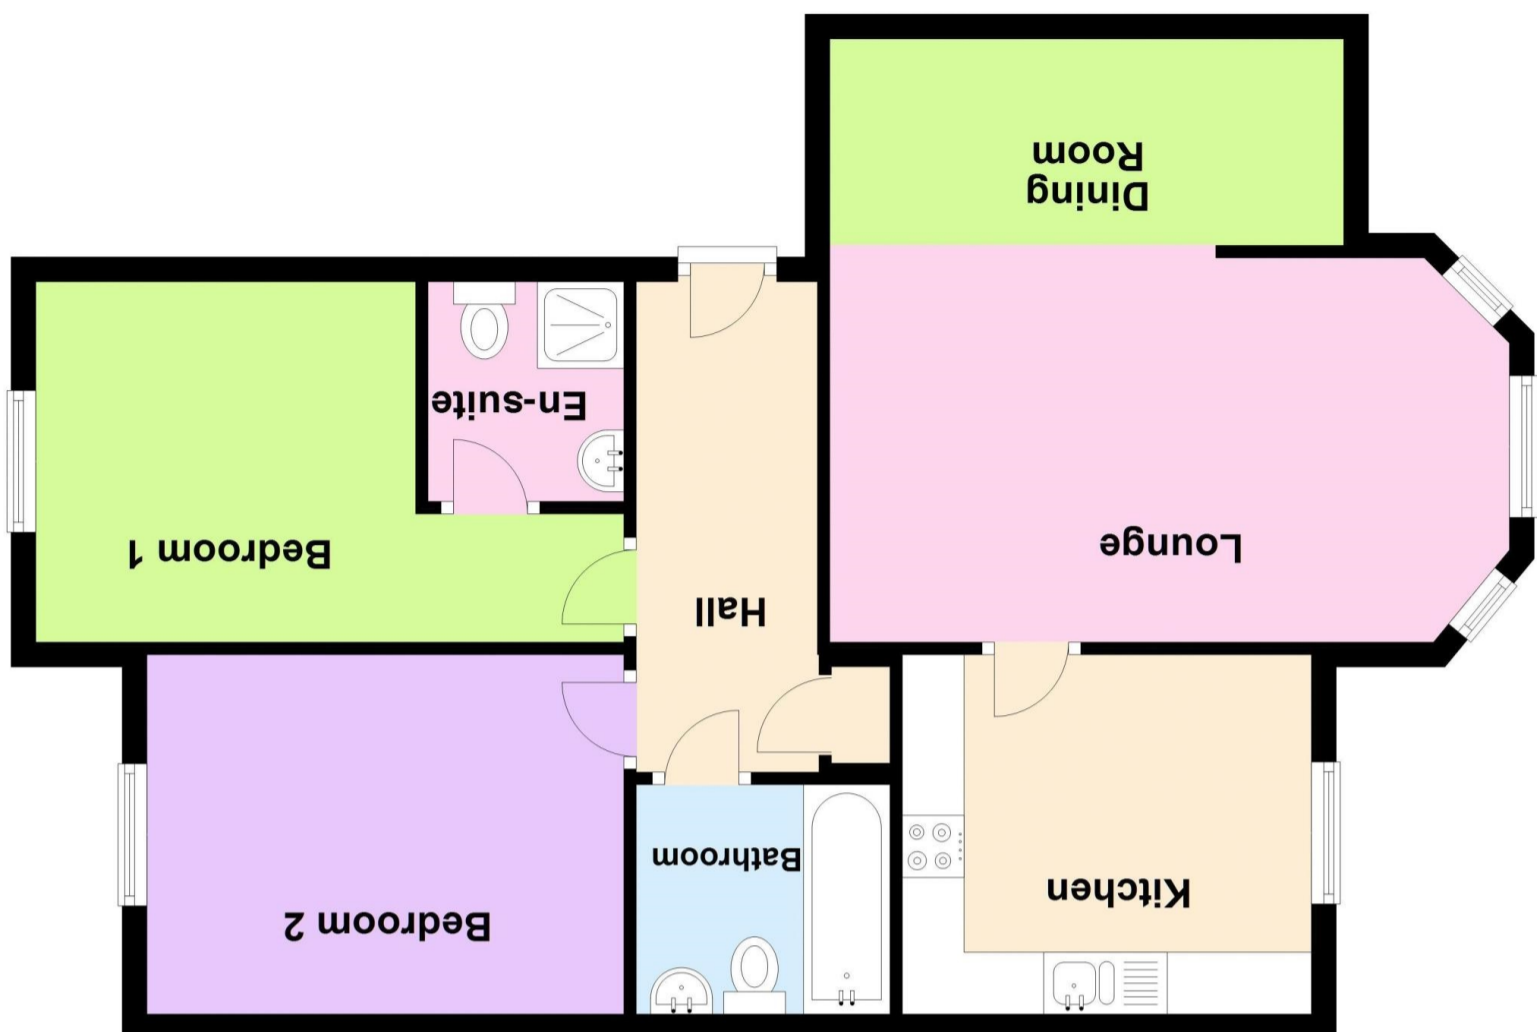 Kitchen
Bathroom
Bedroom 2
Lounge
Hall
Bedroom 1
En-suite
Dining
Room